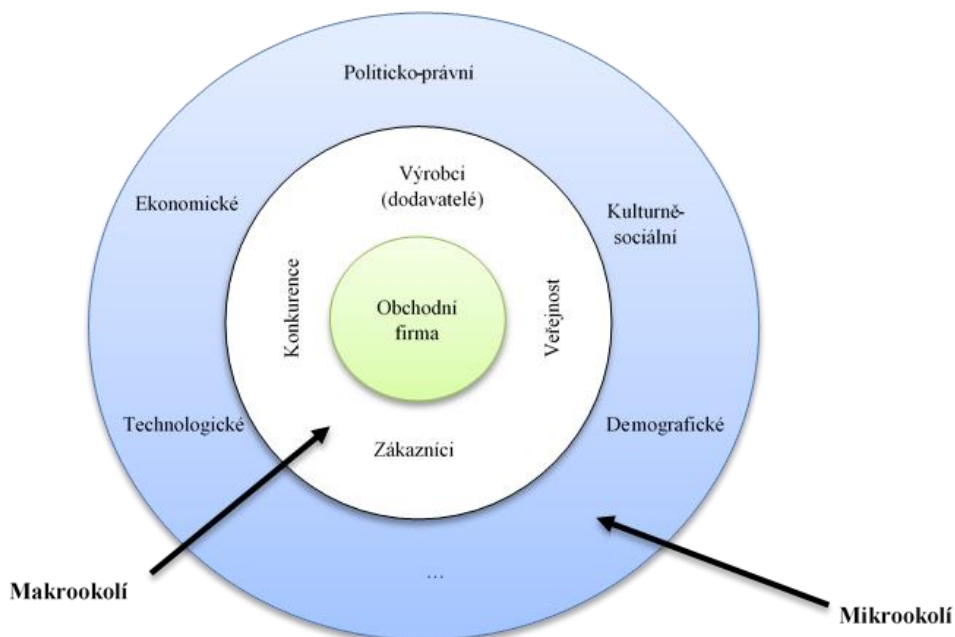 Politicko-právní
Výrobci
(dodavatelé)
Ekonomické
Kulturně-
sociální
Konkurence
Obchodní
firma
Veřejnost
Technologické
Zákazníci
Demografické
...
Makrookolí
Mikrookolí